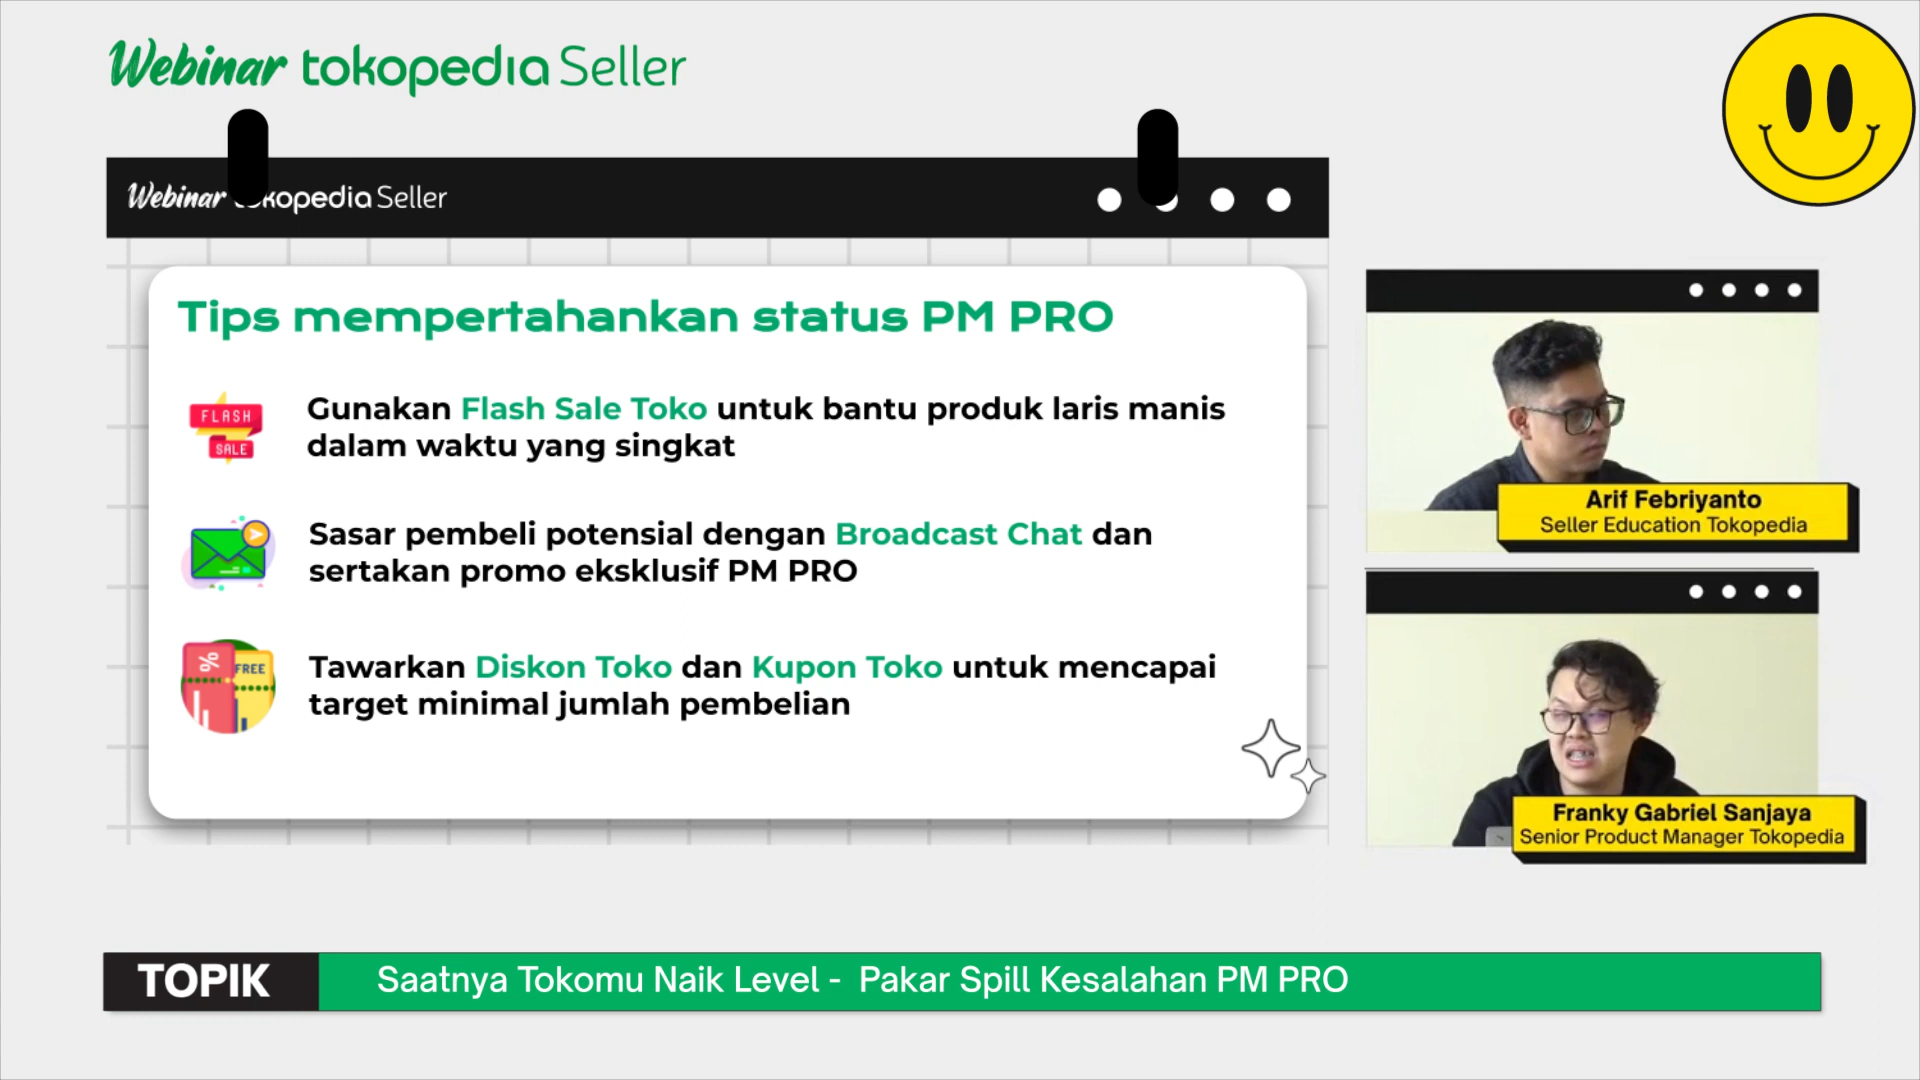 Webinar tokopedia Seller
Webinar tokopedia Seller
Tips mempertahankan status PM PRO
FLASH
SALE
Gunakan Flash Sale Toko untuk bantu produk laris manis
dalam waktu yang singkat
Sasar pembeli potensial dengan Broadcast Chat dan
sertakan promo eksklusif PM PRO
%
FREE
Tawarkan Diskon Toko dan Kupon Toko untuk mencapai
target minimal jumlah pembelian
Arif Febriyanto
Seller Education Tokopedia
Franky Gabriel Sanjaya
Senior Product Manager Tokopedia
TOPIK
Saatnya Tokomu Naik Level - Pakar Spill Kesalahan PM PRO